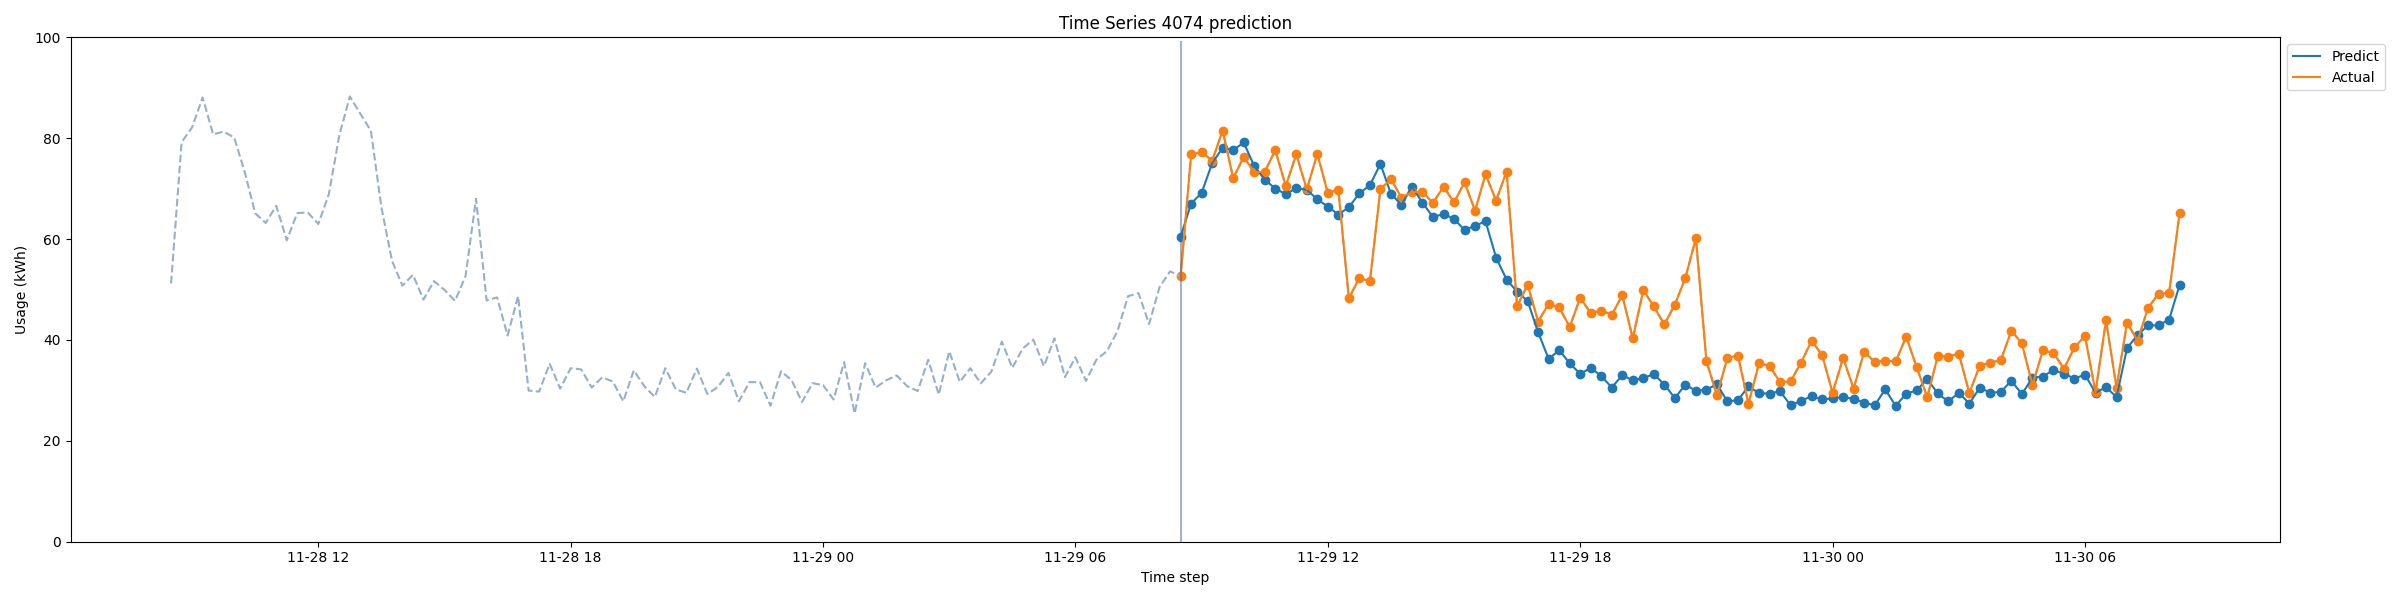 Time Series 4074 prediction
100
80
60
40
20
0
Usage (kWh)
11-28 12
11-28 18
11-29 00
11-29 06
11-29 12
11-29 18
11-30 00
11-30 06
Time step
Predict
Actual